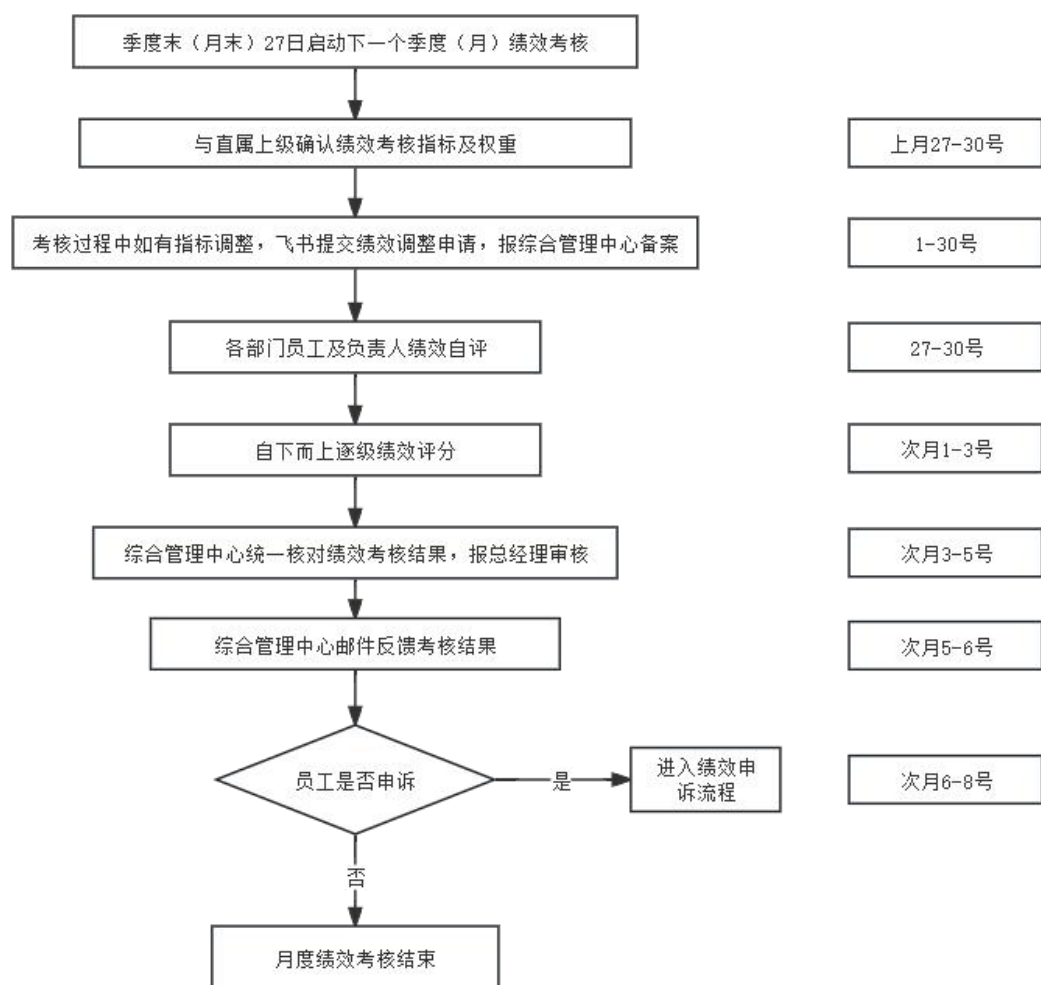 季度末（月末）27日启动下一个季度（月）绩效考核
与直属上级确认绩效考核指标及权重
上月27-30号
考核过程中如有指标调整，飞书提交绩效调整申请，报综合管理中心备案
1-30号
各部门员工及负责人绩效自评
27-30号
自下而上逐级绩效评分
次月1-3号
综合管理中心统一核对绩效考核结果，报总经理审核
次月3-5号
综合管理中心邮件反馈考核结果
次月5-6号
员工是否申诉
是
进入绩效申
诉流程
次月6-8号
否
月度绩效考核结束